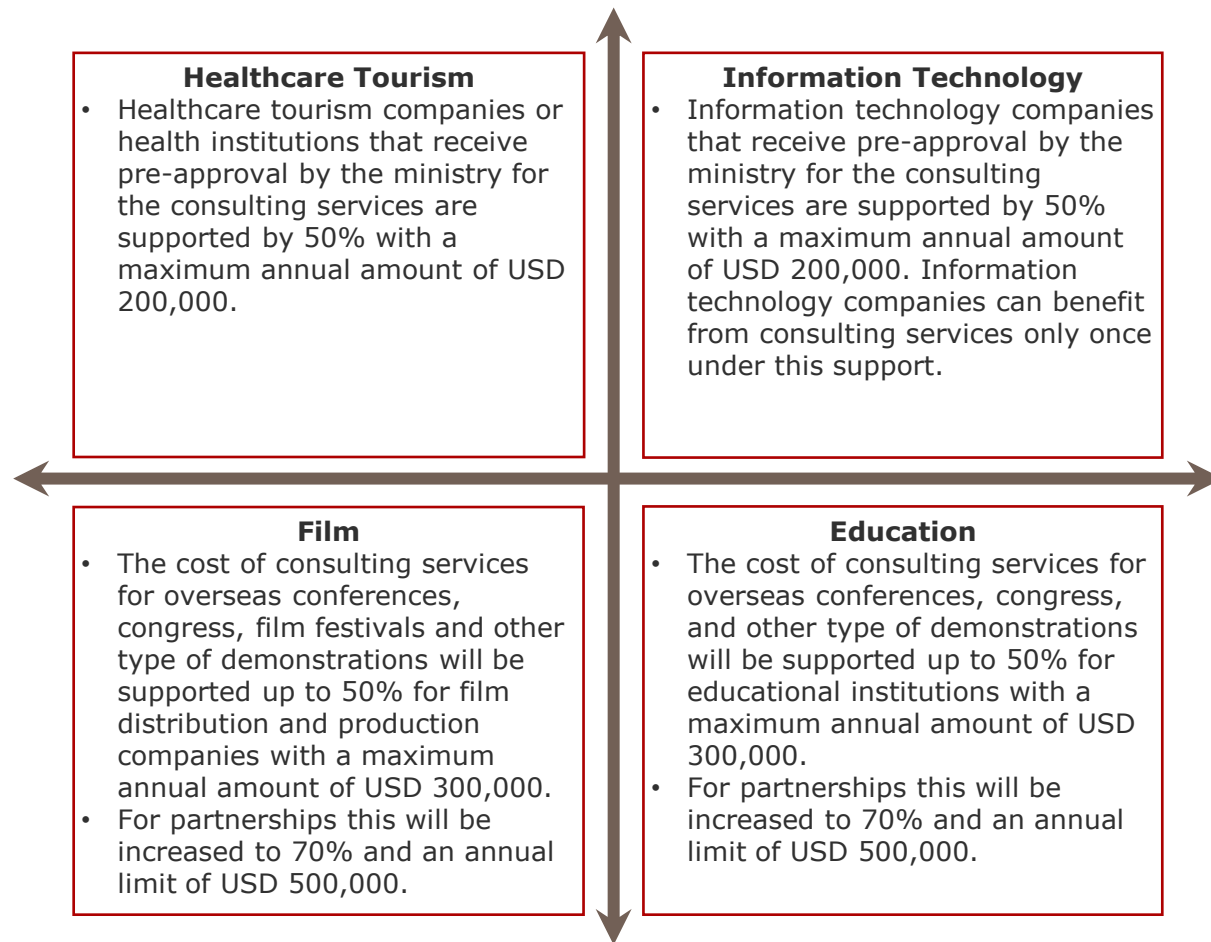 Healthcare Tourism
• Healthcare tourism companies or
health institutions that receive
pre-approval by the ministry for
the consulting services are
supported by 50% with a
maximum annual amount of USD
200,000.
Information Technology
• Information technology companies
that receive pre-approval by the
ministry for the consulting
services are supported by 50%
with a maximum annual amount
of USD 200,000. Information
technology companies can benefit
from consulting services only once
under this support.
Film
• The cost of consulting services
for overseas conferences,
congress, film festivals and other
type of demonstrations will be
supported up to 50% for film
distribution and production
companies with a maximum
annual amount of USD 300,000.
• For partnerships this will be
increased to 70% and an annual
limit of USD 500,000.
Education
• The cost of consulting services for
overseas conferences, congress,
and other type of demonstrations
will be supported up to 50% for
educational institutions with a
maximum annual amount of USD
300,000.
• For partnerships this will be
increased to 70% and an annual
limit of USD 500,000.